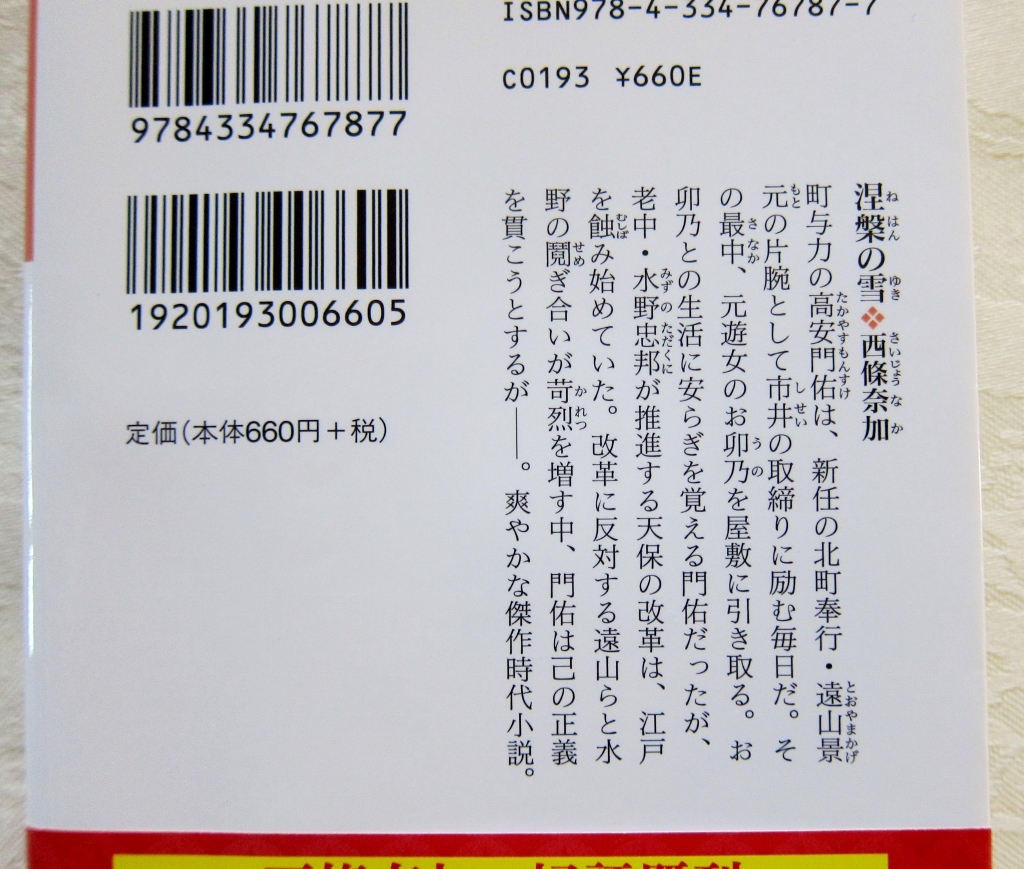 ISBN978-4-334-76787-7
9784334767877
C0193 ¥660E
1920193006605
定価(本体660円+税)
涅槃の雪❖西條奈加
町与力の高安門佑は、新任の北町奉行・遠山景
元の片腕として市井の取締りに励む毎日だ。そ
の最中、元遊女のお卯乃を屋敷に引き取る。お
卯乃との生活に安らぎを覚える門佑だったが、
老中・水野忠邦が推進する天保の改革は、江戸
を蝕み始めていた。改革に反対する遠山らと水
野の鬩ぎ合いが苛烈を増す中、門佑は己の正義
を貫こうとするが――。爽やかな傑作時代小説。